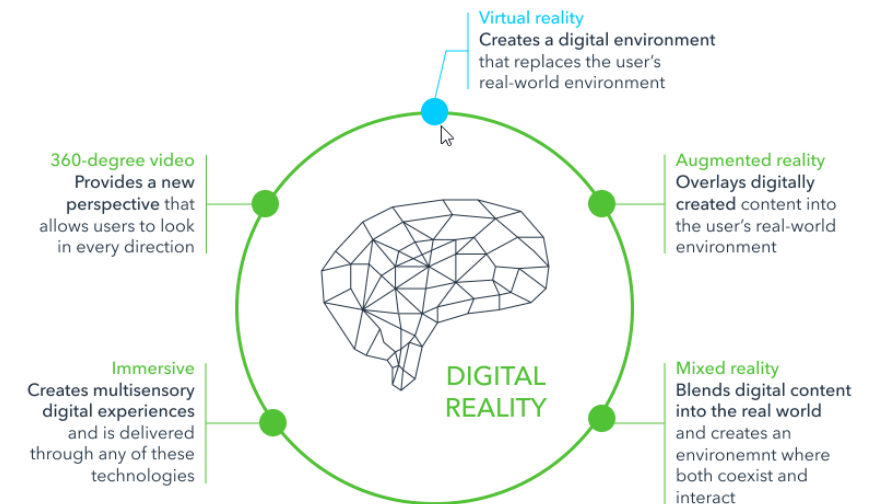 Virtual reality
Creates a digital environment
that replaces the user's
real-world environment
360-degree video
Provides a new
perspective that
allows users to look
in every direction
Augmented reality
Overlays digitally
created content into
the user's real-world
environment
Immersive
Creates multisensory
digital experiences
and is delivered
through any of these
technologies
DIGITAL
REALITY
Mixed reality
Blends digital content
into the real world
and creates an
environemnt where
both coexist and
interact